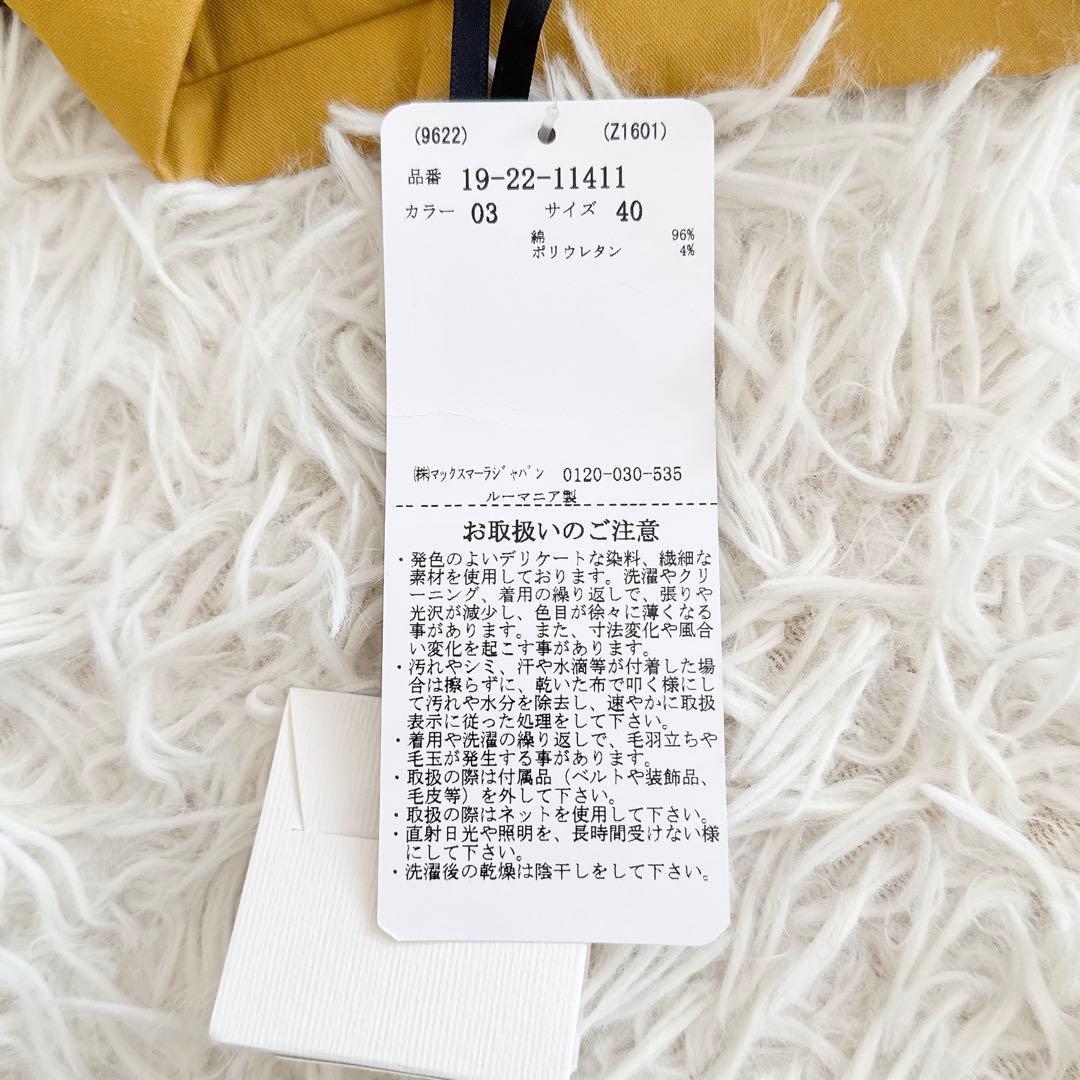 (9622) (Z1601)
品番 19-22-11411
カラー 03 サイズ 40
綿 96%
ポリウレタン 4%
㈱マックスマーラジャパン 0120-030-535
ルーマニア製
お取扱いのご注意
・発色のよいデリケートな染料、繊細な
素材を使用しております。洗濯やクリ
ーニング、着用の繰り返しで、張りや
光沢が減少し、色目が徐々に薄くなる
事があります。また、寸法変化や風合
い変化を起こす事があります。
・汚れやシミ、汗や水滴等が付着した場
合は擦らずに、乾いた布で叩く様にし
て汚れや水分を除去し、速やかに取扱
表示に従った処理をして下さい。
・着用や洗濯の繰り返しで、毛羽立ちや
毛玉が発生する事があります。
・取扱の際は付属品（ベルトや装飾品、
毛皮等）を外して下さい。
・取扱の際はネットを使用して下さい。
・直射日光や照明を、長時間受けない様
にして下さい。
・洗濯後の乾燥は陰干しをして下さい。